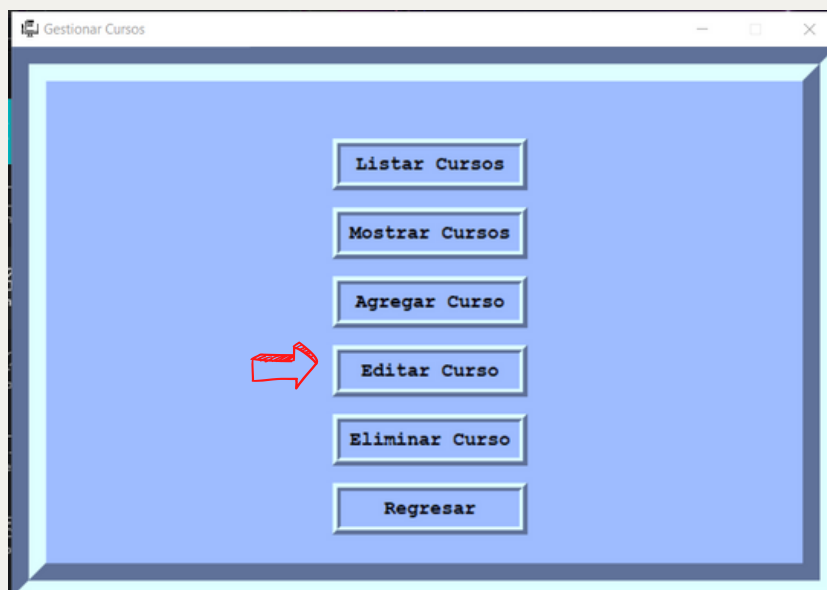 Gestionar Cursos
Listar Cursos
Mostrar Cursos
Agregar Curso
Editar Curso
Eliminar Curso
Regresar